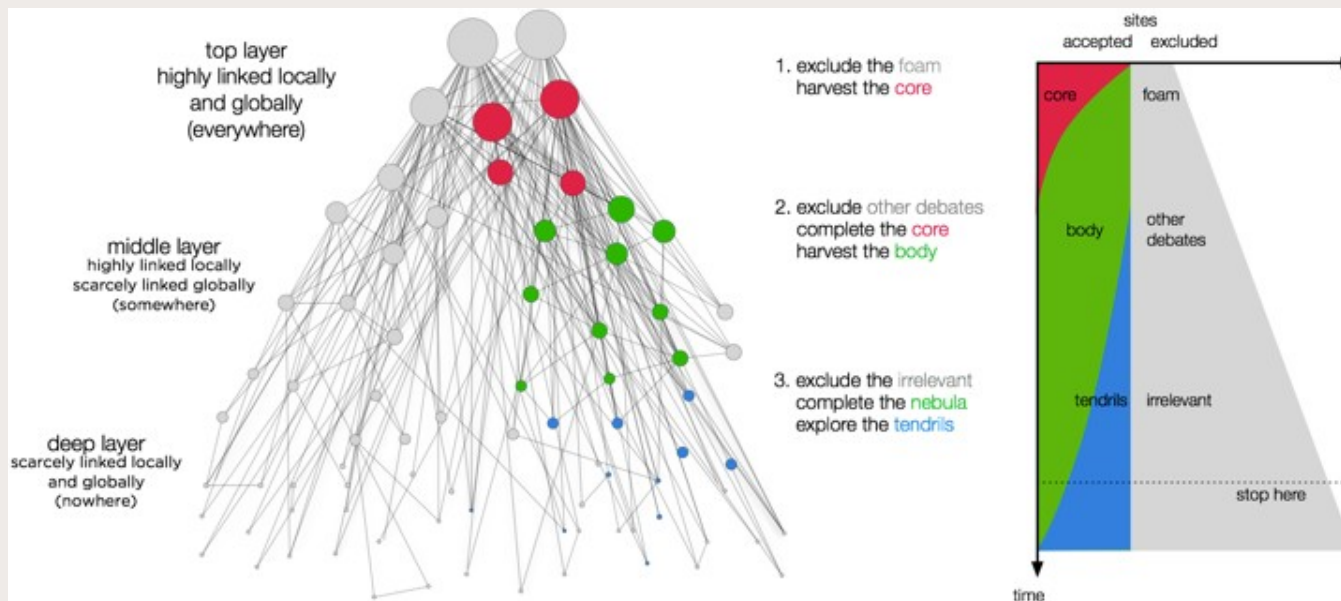 top layer
highly linked locally
and globally
(everywhere)
middle layer
highly linked locally
scarcely linked globally
(somewhere)
deep layer
scarcely linked locally
and globally
(nowhere)
1. exclude the foam
harvest the core
2. exclude other debates
complete the core
harvest the body
3. exclude the irrelevant
complete the nebula
explore the tendrils
sites
accepted excluded
core foam
body other
debates
tendrils irrelevant
stop here
time